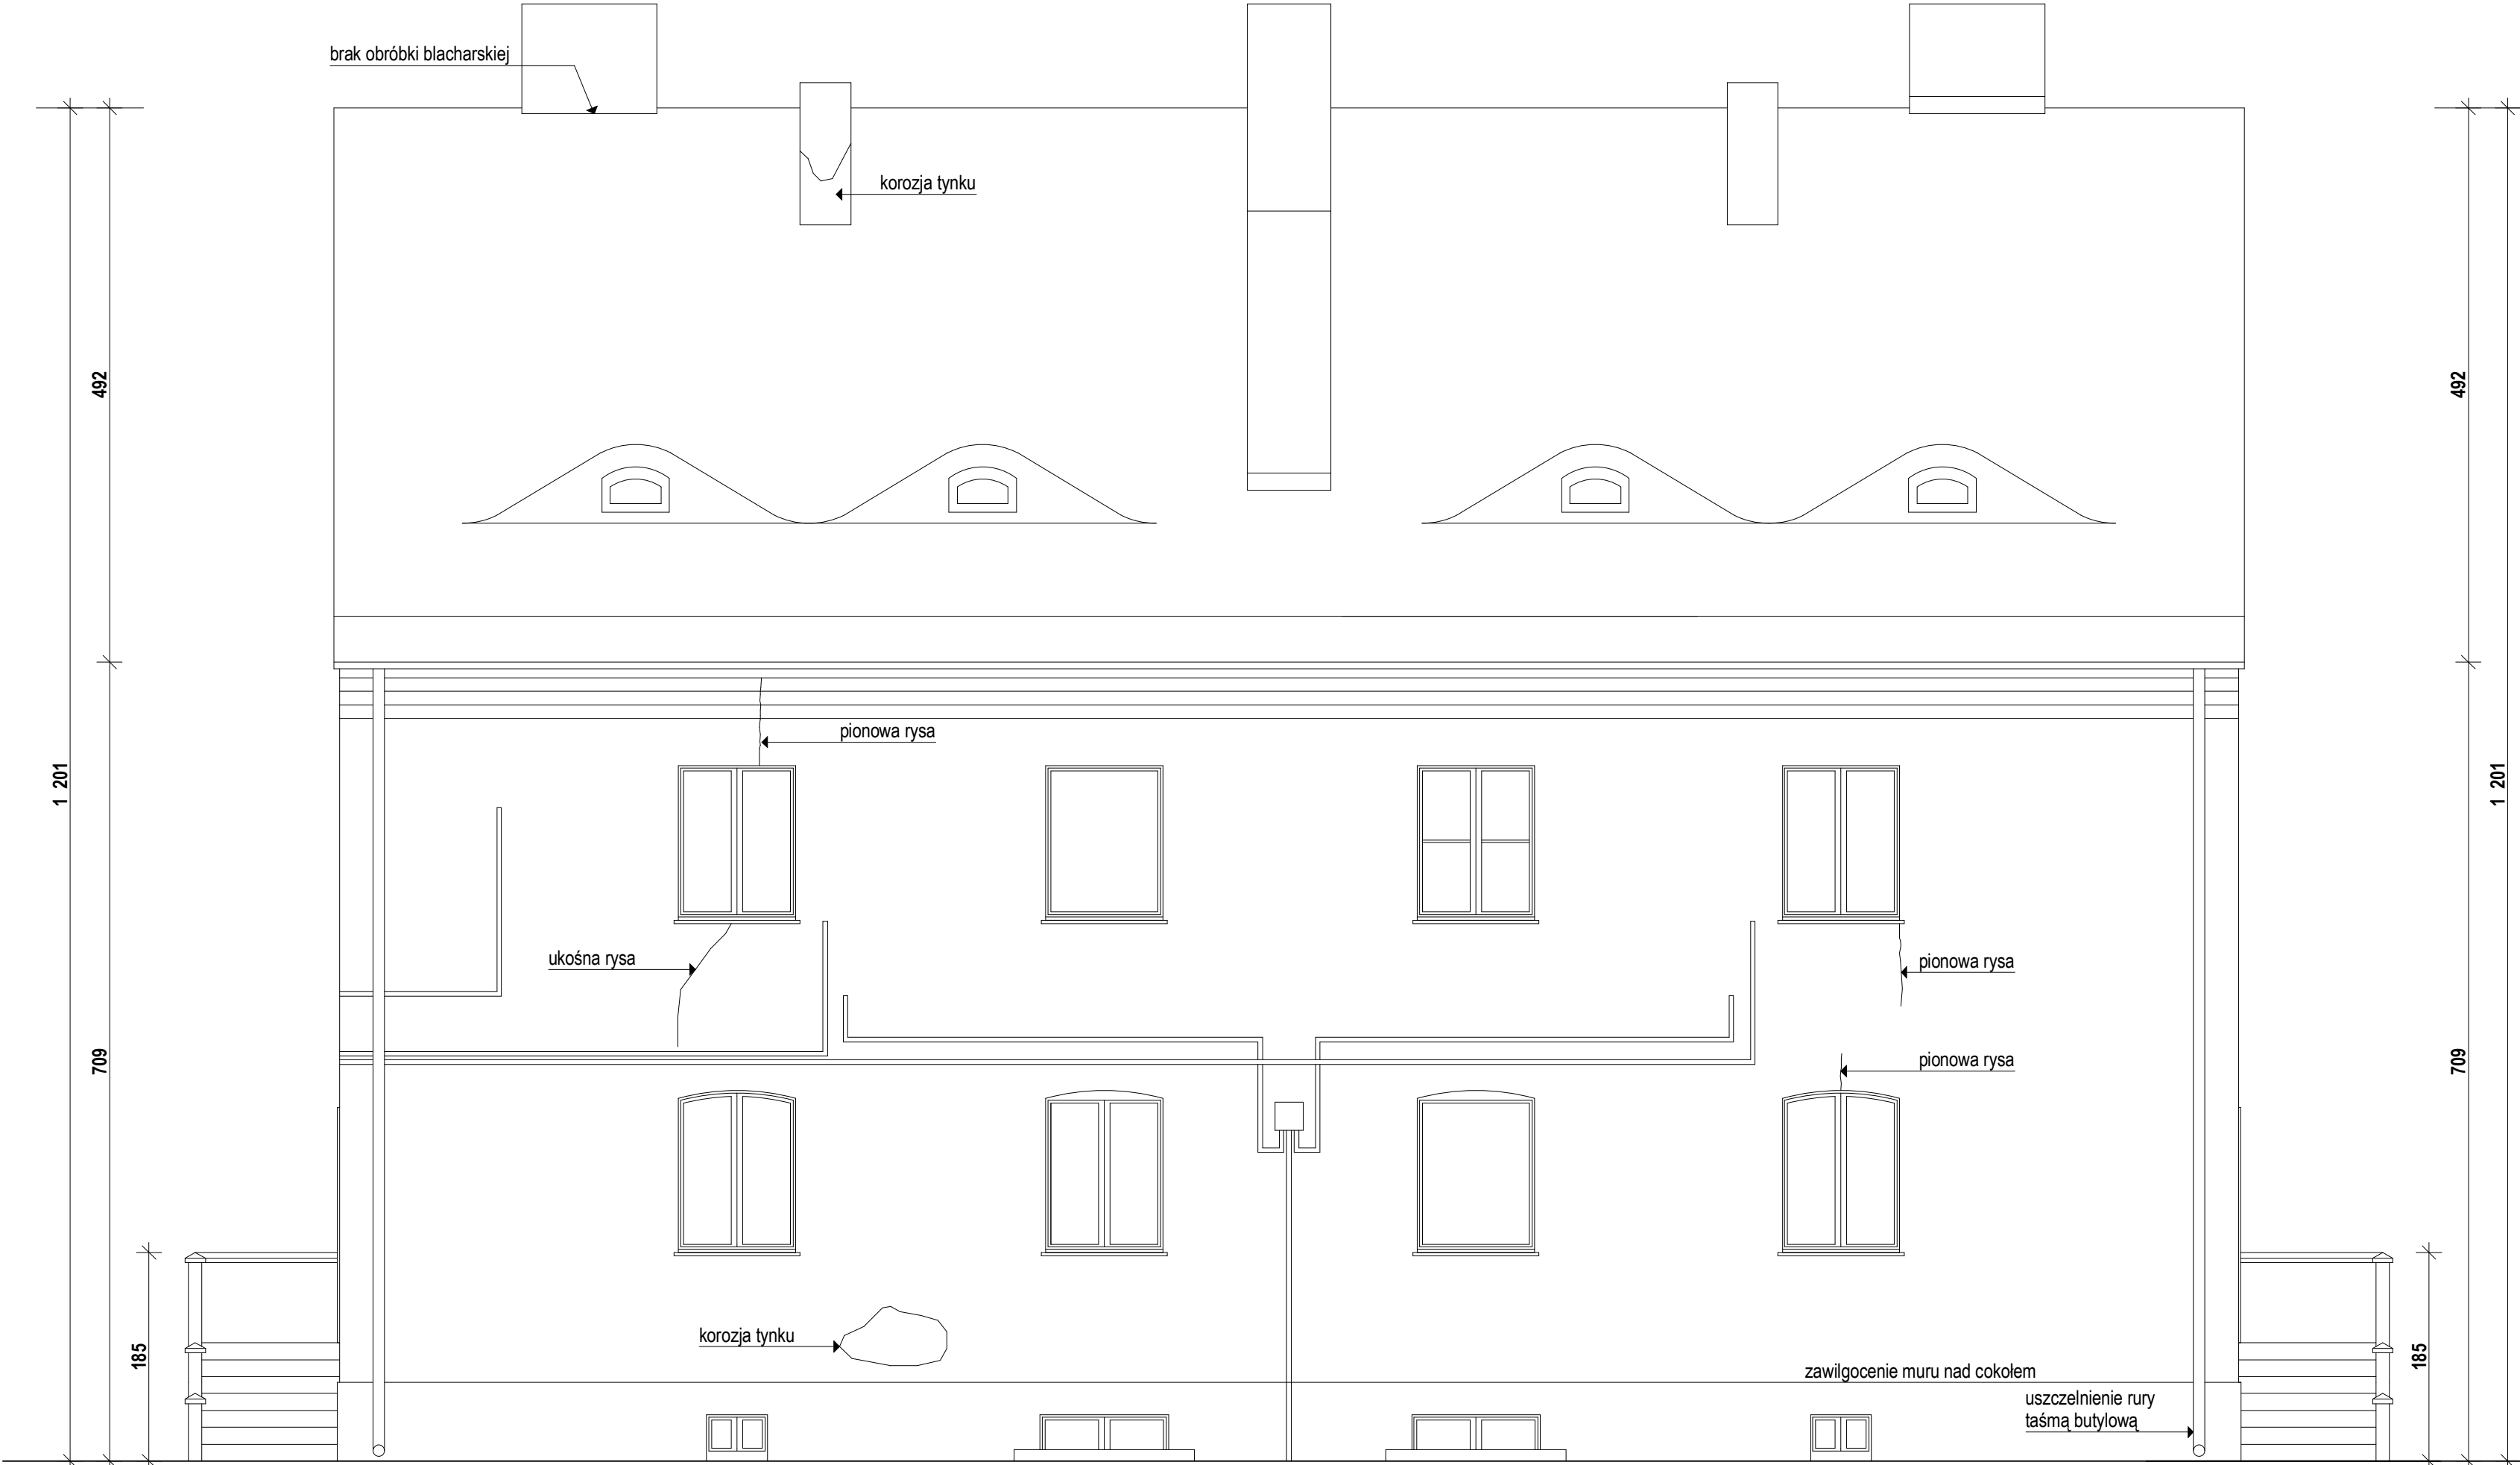 brak obróbki blacharskiej
korozja tynku
492
492
pionowa rysa
1 201
1 201
ukośna rysa
pionowa rysa
709
pionowa rysa
709
korozja tynku
185
185
zawilgocenie muru nad cokołem
uszczelnienie rury
taśmą butylową